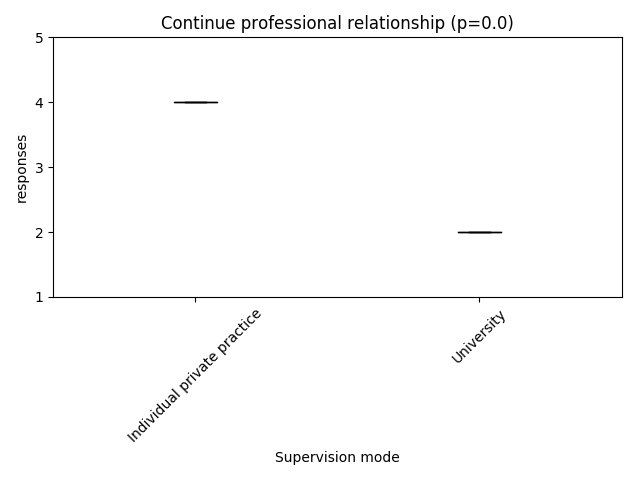 Continue professional relationship (p=0.0)
5
4
3
2
1
responses
Individual private practice
University
Supervision mode